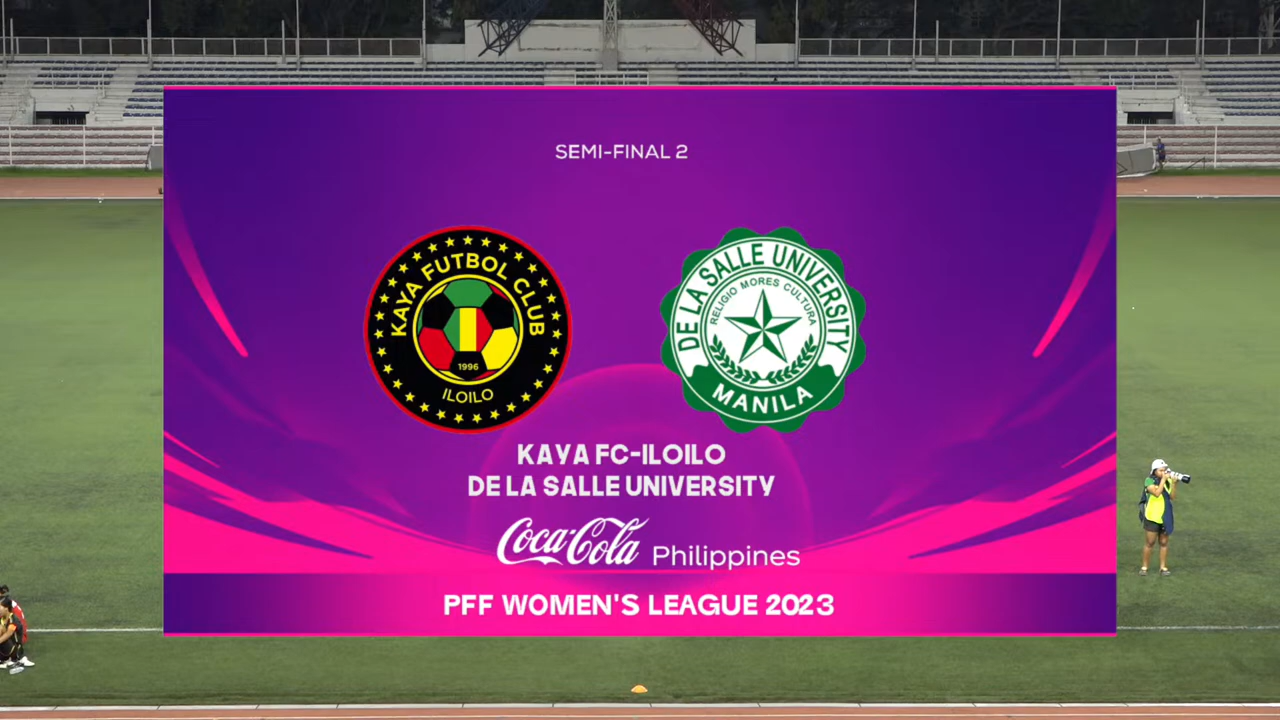 SEMI-FINAL 2
KAYA FUTBOL CLUB
1996
ILOILO
DE LA SALLE UNIVERSITY
RELIGIO MORES CULTURA
MANILA
KAYA FC-ILOILO
DE LA SALLE UNIVERSITY
Coca-Cola Philippines
PFF WOMEN'S LEAGUE 2023